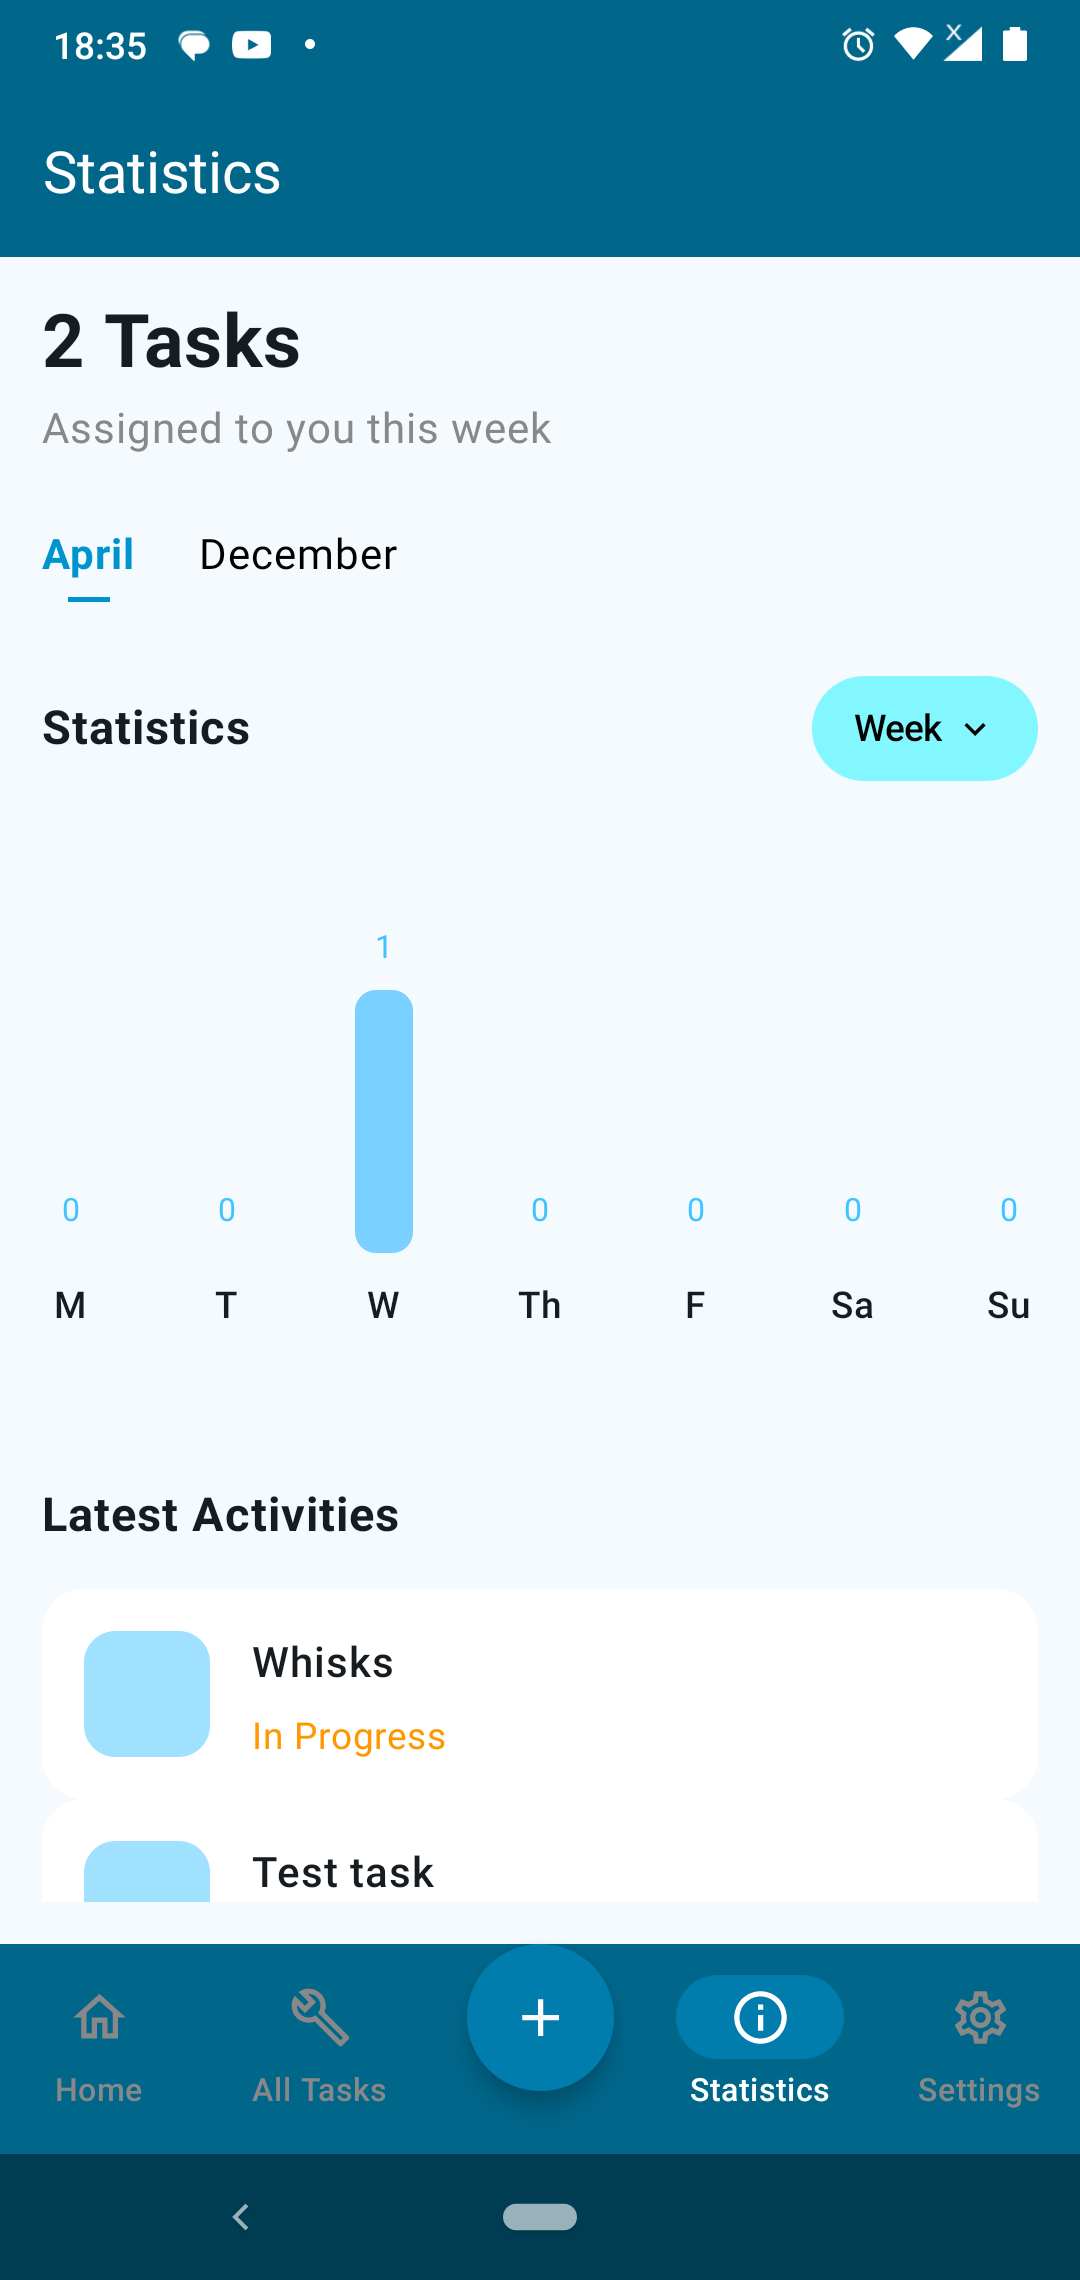 18:35
Statistics
2 Tasks
Assigned to you this week
April December
Statistics Week
1
0 0 0 0 0 0
M T W Th F Sa Su
Latest Activities
Whisks
In Progress
Test task
Home All Tasks Statistics Settings